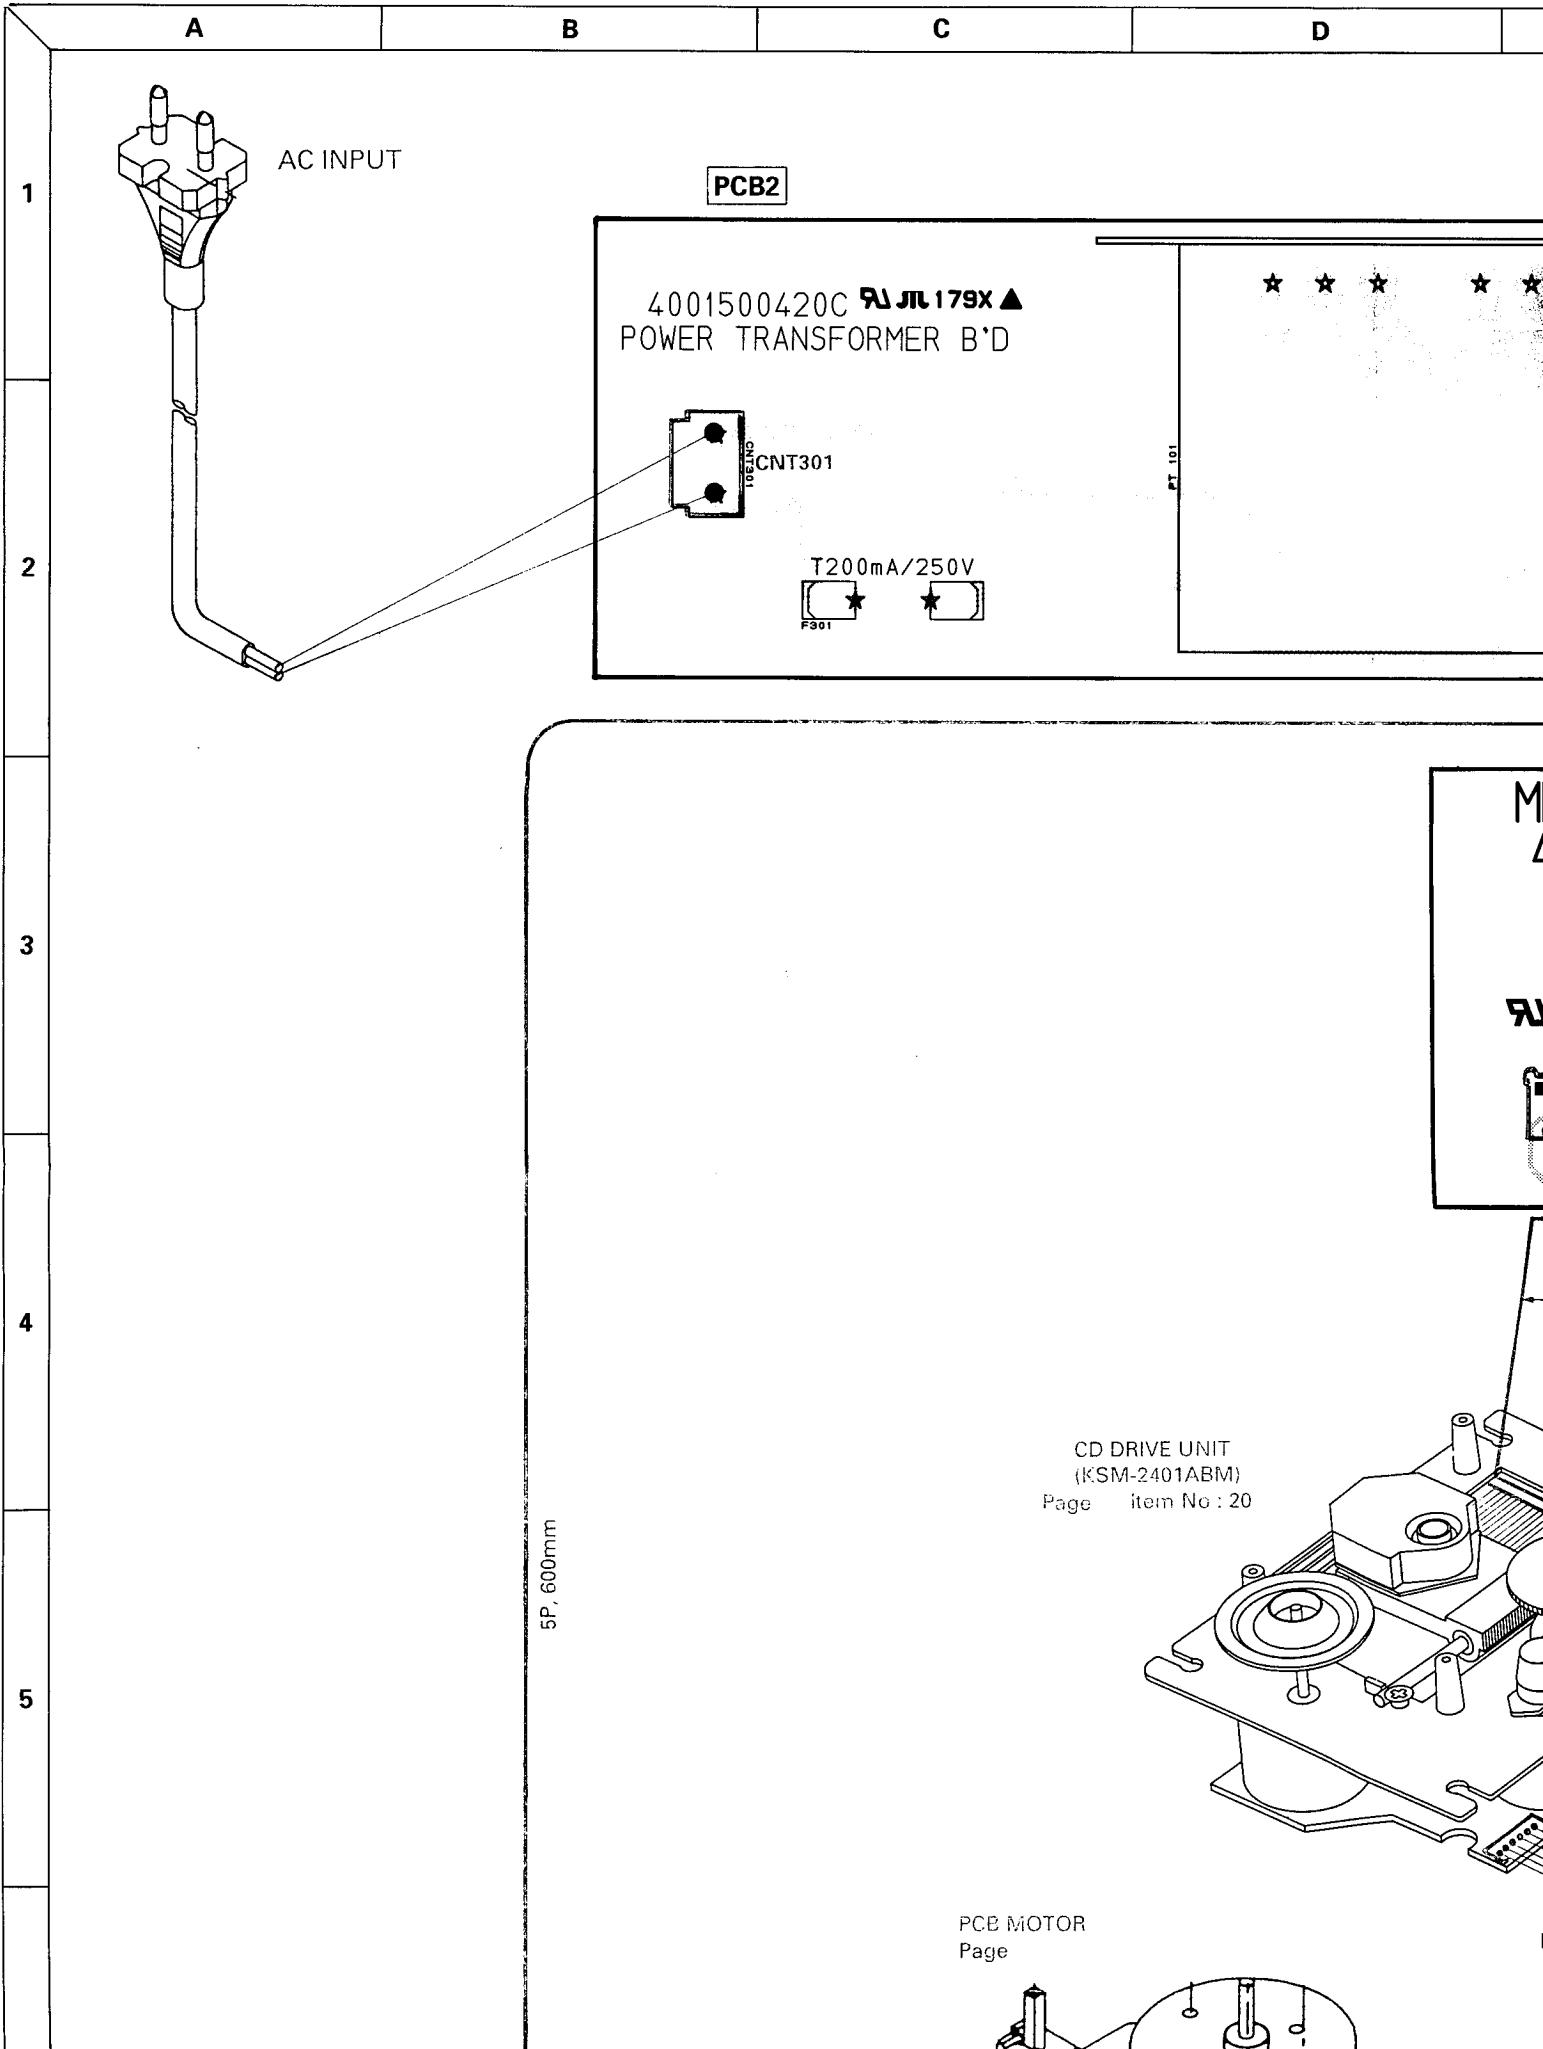 A B C D
1
AC INPUT
PCB2
4001500420C 179X
POWER TRANSFORMER B'D
CNT301
CNT301
PT 101
2
T200mA/250V
F301
3
4
CD DRIVE UNIT
(KSM-2401ABM)
Page item No : 20
5P, 600mm
5
PCB MOTOR
Page